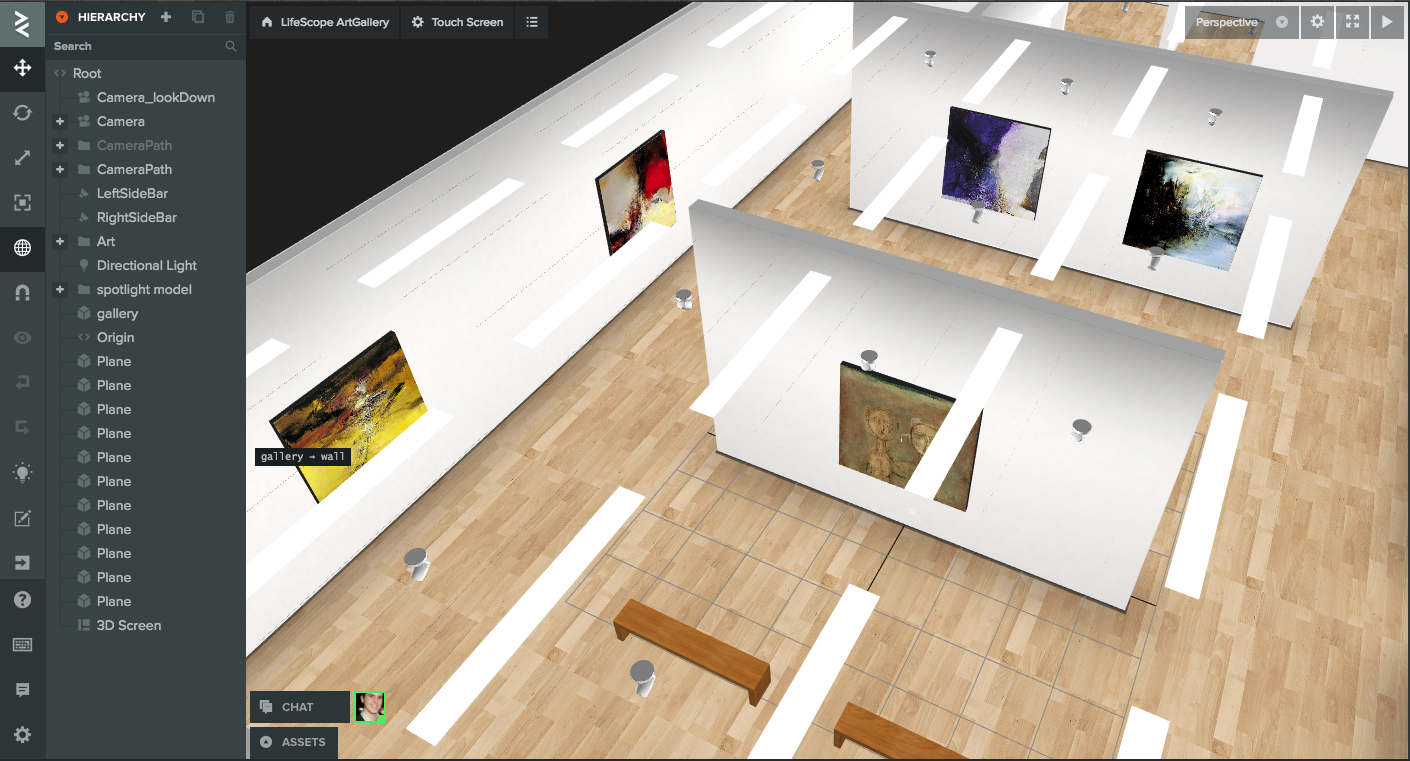 HIERARCHY
Search
Root
Camera_lookDown
Camera
CameraPath
CameraPath
LeftSideBar
RightSideBar
Art
Directional Light
spotlight model
gallery
Origin
Plane
Plane
Plane
Plane
Plane
Plane
Plane
Plane
Plane
Plane
Plane
3D Screen
LifeScope ArtGallery
Touch Screen
Perspective
gallery → wall
CHAT
ASSETS